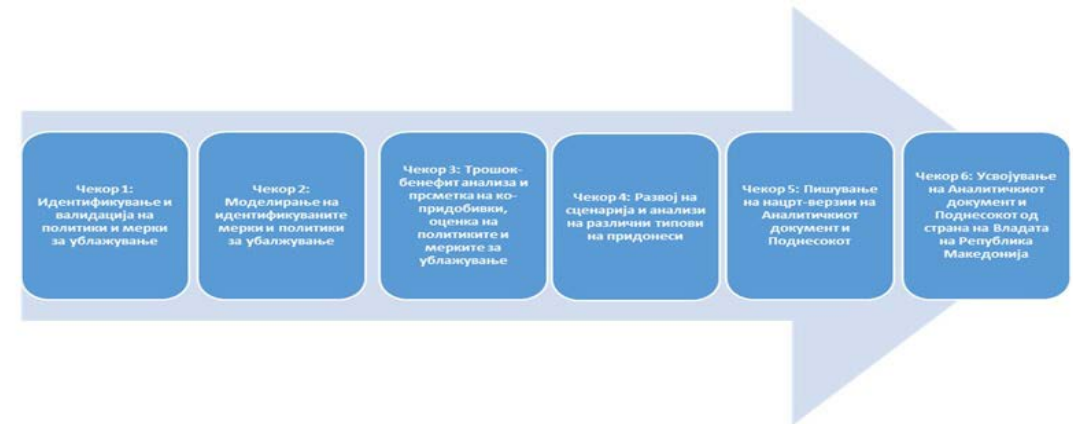 Чекор 1:
Идентификување и
валидација на
политики и мерки
за ублажување
Чекор 2:
Моделирање на
идентификуваните
мерки и политики
за убалжување
Чекор 3: Трошок-
бенефит анализа и
прсметка на ко-
придобивки,
оценка на
политиките и
мерките за
ублажување
Чекор 4: Развој на
сценарија и анализи
на различни типови
на придонеси
Чекор 5: Пишување
на нацрт-верзии на
Аналитичкиот
документ и
Поднесокот
Чекор 6: Усвојување
на Аналитичкиот
документ и
Поднесокот од
страна на Владата
на Република
Македонија